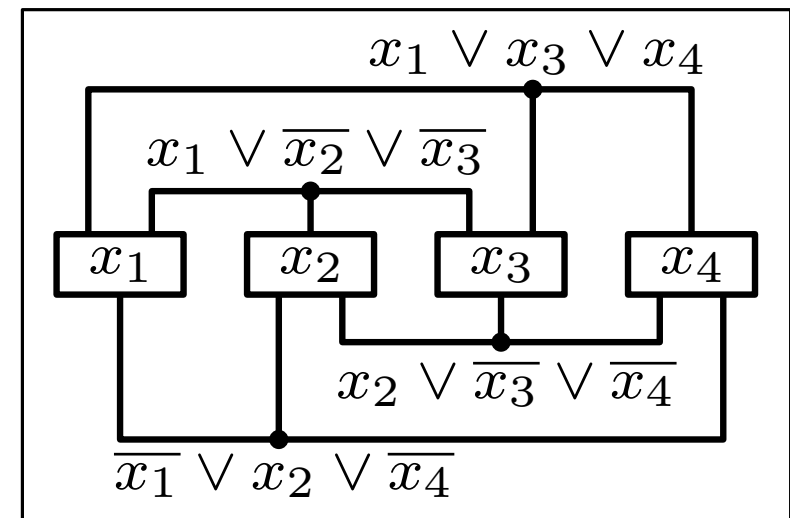 x₁ ∨ x₃ ∨ x₄
x₁ ∨ x̅₂ ∨ x̅₃
x₁ x₂ x₃ x₄
x₂ ∨ x̅₃ ∨ x̅₄
x̅₁ ∨ x₂ ∨ x̅₄